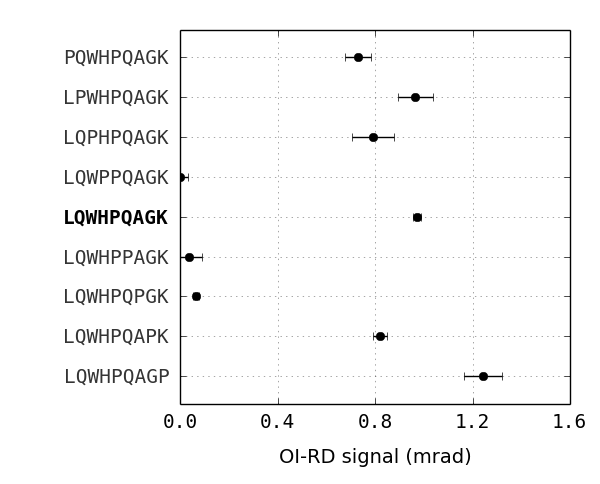 PQWHPQAGK
LPWHPQAGK
LQPHPQAGK
LQWPPQAGK
LQWHPQAGK
LQWHPPAGK
LQWHPQPGK
LQWHPQAPK
LQWHPQAGP
0.0 0.4 0.8 1.2 1.6
OI-RD signal (mrad)